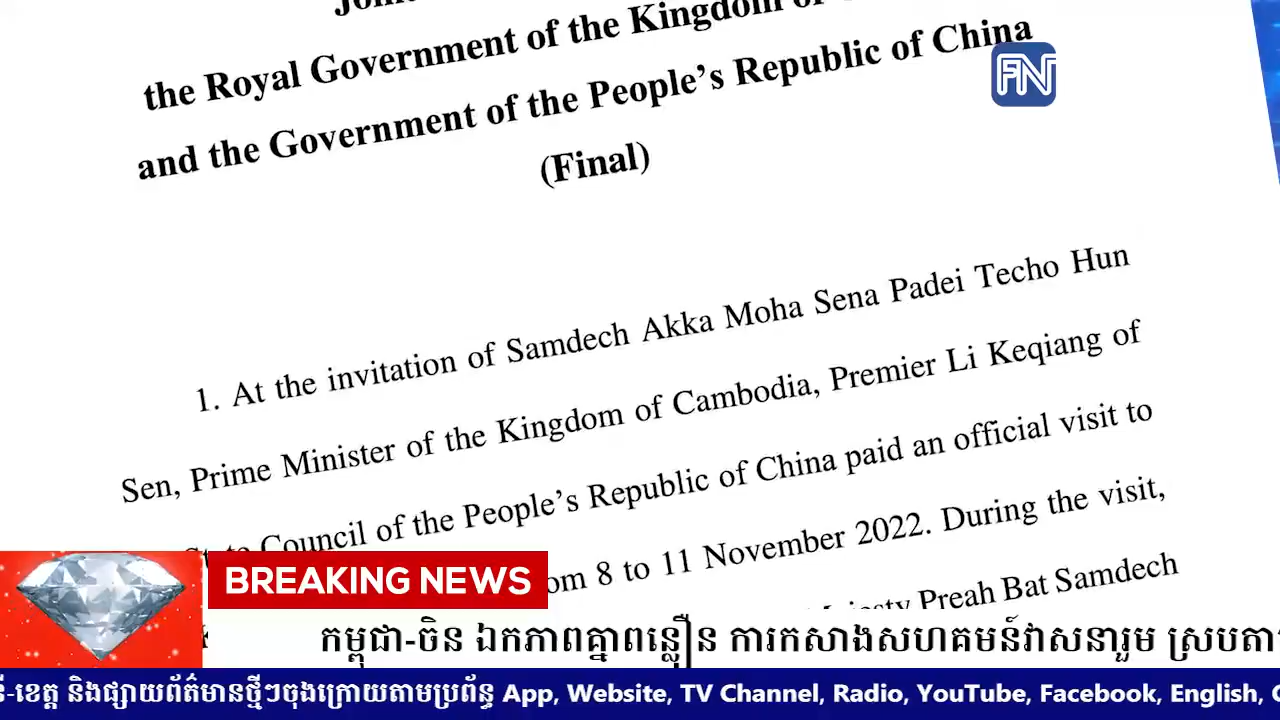 the Royal Government of the Kingdom of
and the Government of the People's Republic of China
(Final)
FN
1. At the invitation of Samdech Akka Moha Sena Padei Techo Hun
Sen, Prime Minister of the Kingdom of Cambodia, Premier Li Keqiang of
State Council of the People's Republic of China paid an official visit to
8 to 11 November 2022. During the visit,
Preah Bat Samdech
BREAKING NEWS
កម្ពុជា-ចិន ឯកភាពគ្នាពន្លឿន ការកសាងសហគមន៍វាសនារួម ស្របតា
-ខេត្ត និងផ្សាយព័ត៌មានថ្មីៗចុងក្រោយតាមប្រព័ន្ធ App, Website, TV Channel, Radio, YouTube, Facebook, English,